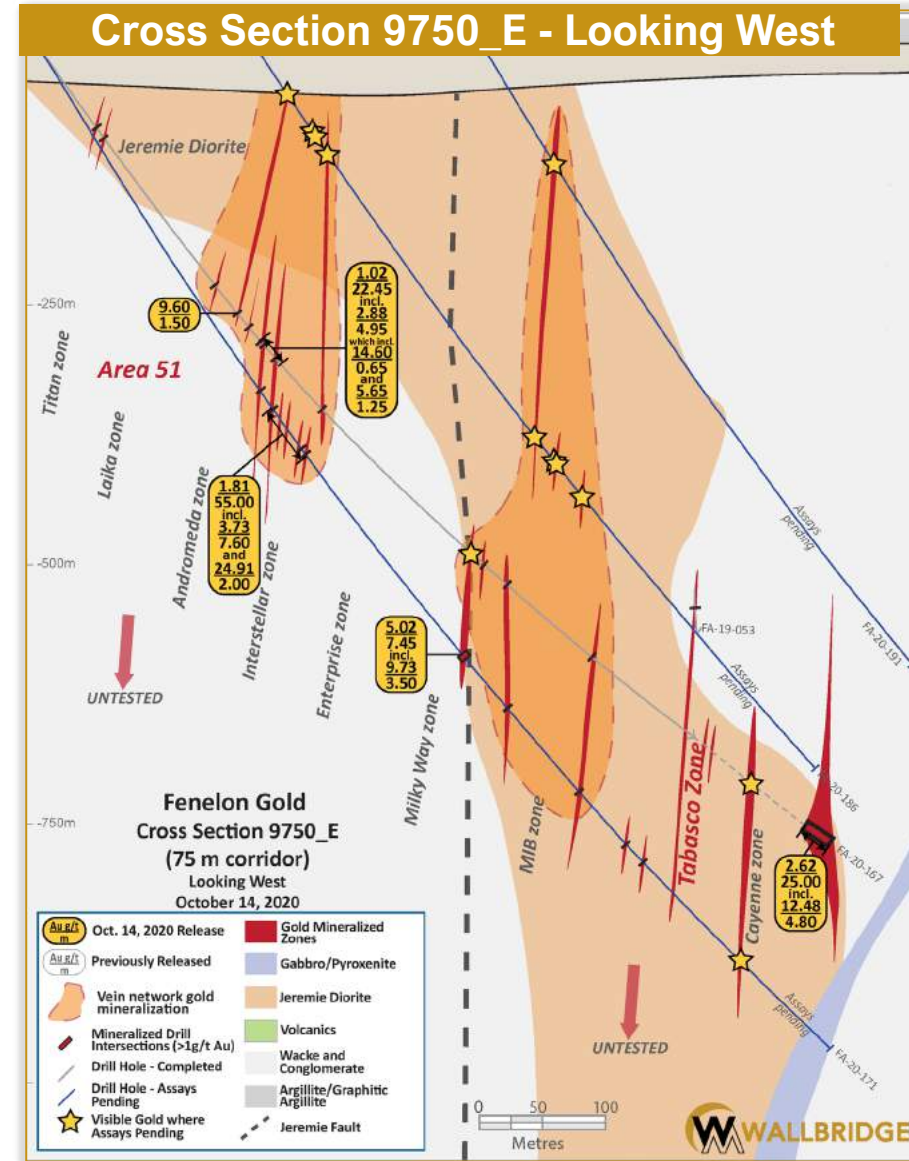 Cross Section 9750_E - Looking West
Jeremie Diorite
-250m
9.60
1.50
1.02
22.45
incl.
2.88
4.95
which incl.
14.60
0.65
and
5.65
1.25
Titan zone
Area 51
Laika zone
Andromeda zone
1.81
55.00
incl.
3.73
7.60
and
24.91
2.00
Interstellar zone
Enterprise zone
-500m
Assays
pending
FA-19-053
FA-20-191
5.02
7.45
incl.
9.73
3.50
Assays
pending
UNTESTED
Milky Way zone
MIB zone
Tabasco Zone
Cayenne zone
-20-186
FA-20-167
-750m
2.62
25.00
incl.
12.48
4.80
Fenelon Gold
Cross Section 9750_E
(75 m corridor)
Looking West
October 14, 2020
Au g/t
m
Oct. 14, 2020 Release
Au g/t
m
Previously Released
Vein network gold
mineralization
Mineralized Drill
Intersections (>1g/t Au)
Drill Hole - Completed
Drill Hole - Assays
Pending
Visible Gold where
Assays Pending
Gold Mineralized
Zones
Gabbro/Pyroxenite
Jeremie Diorite
Volcanics
Wacke and
Conglomerate
Argillite/Graphitic
Argillite
Jeremie Fault
UNTESTED
Assays
pending
FA-20-171
0 50 100
Metres
WALLBRIDGE